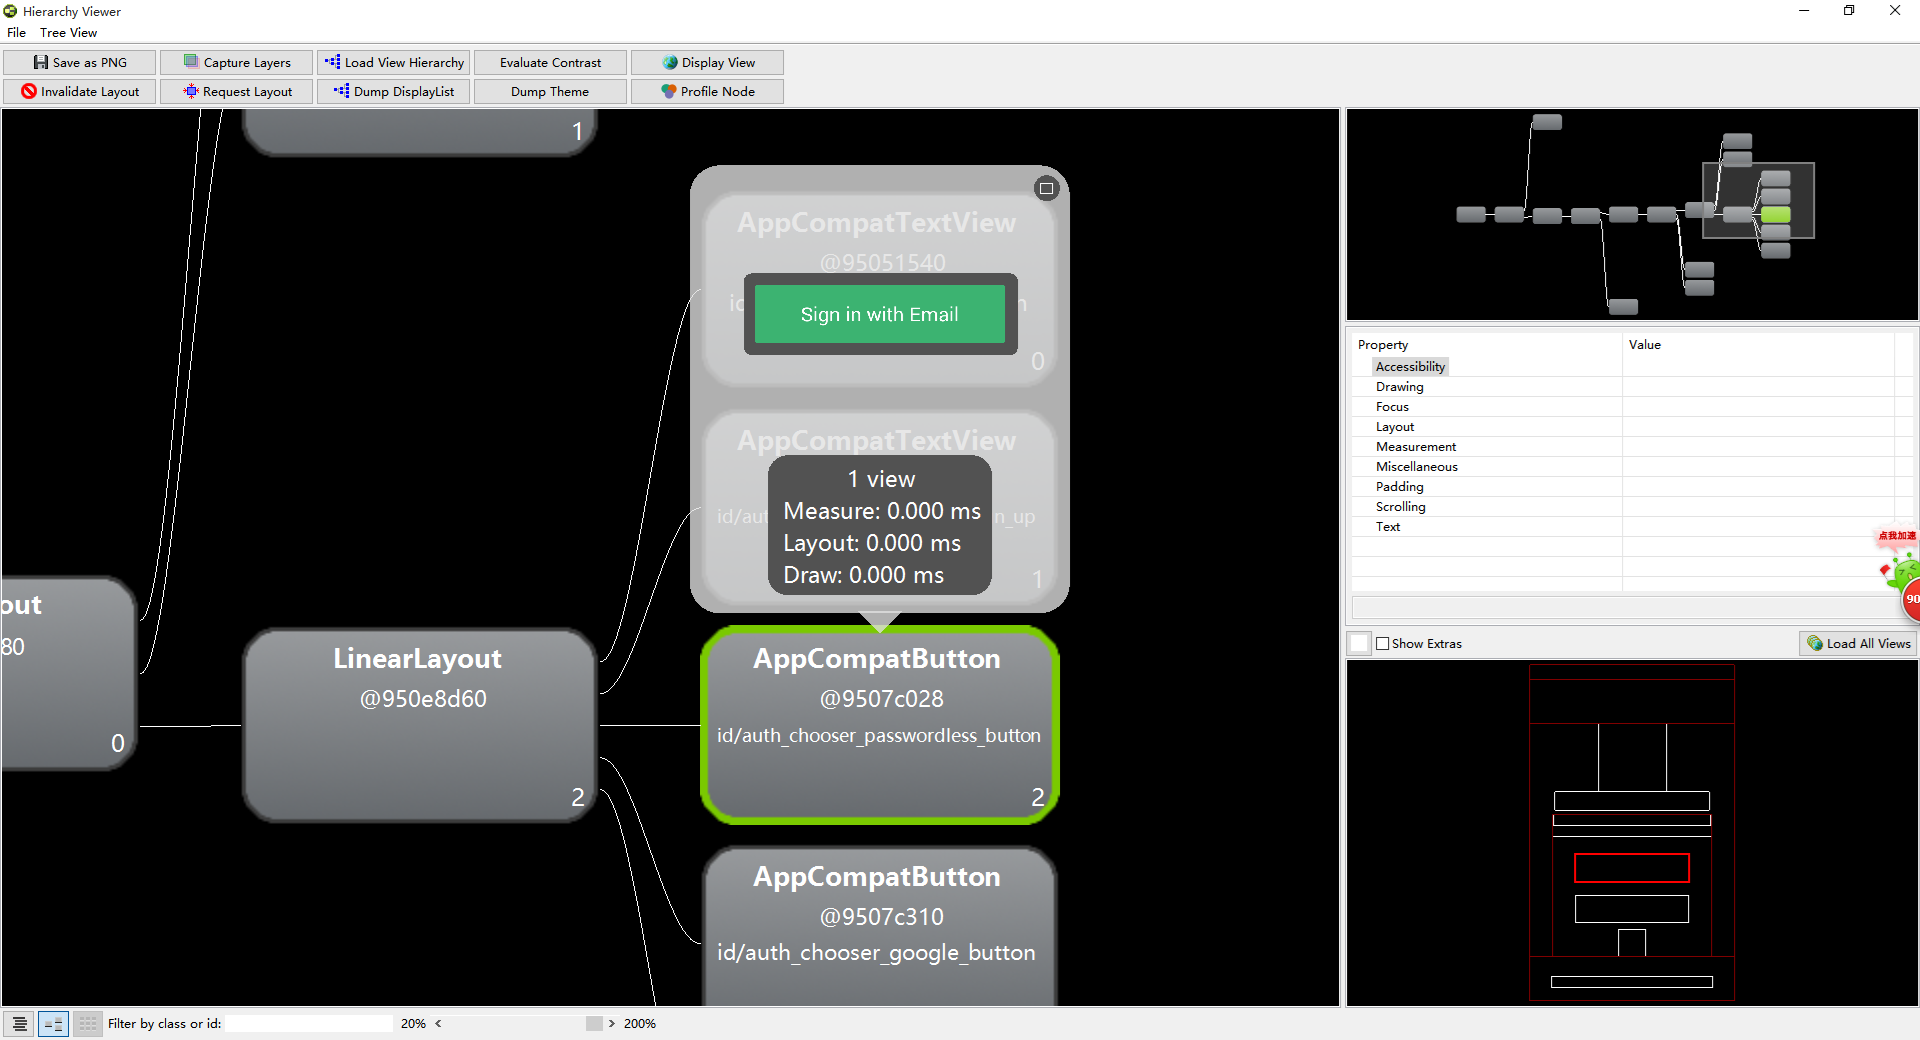 Hierarchy Viewer
File Tree View
Save as PNG Capture Layers Load View Hierarchy Evaluate Contrast Display View
Invalidate Layout Request Layout Dump DisplayList Dump Theme Profile Node
1
AppCompatTextView
@95051540
id
n
Sign in with Email
0
AppCompatTextView
id/aut
n_up
1 view
Measure: 0.000 ms
Layout: 0.000 ms
Draw: 0.000 ms
1
out
80
0
LinearLayout
@950e8d60
2
AppCompatButton
@9507c028
id/auth_chooser_passwordless_button
2
AppCompatButton
@9507c310
id/auth_chooser_google_button
Property Value
Accessibility
Drawing
Focus
Layout
Measurement
Miscellaneous
Padding
Scrolling
Text
点我加速
90
Show Extras Load All Views
Filter by class or id: 20% < > 200%